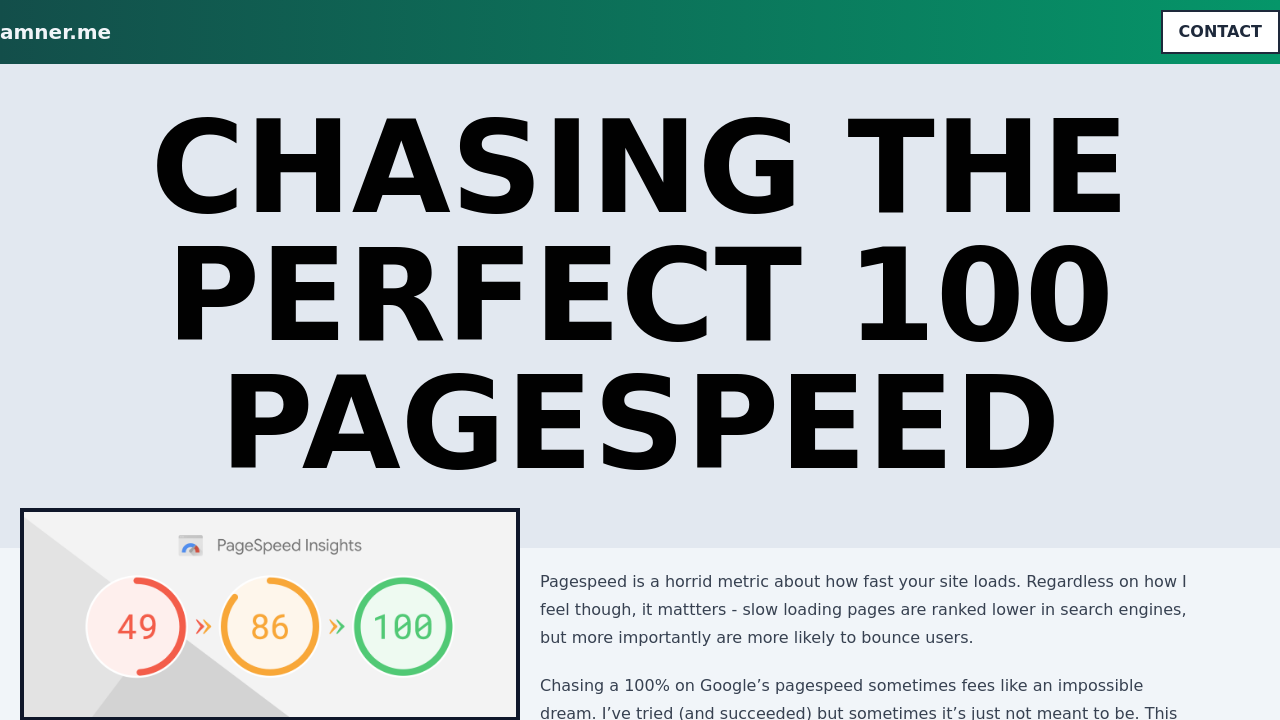 amner.me
CONTACT
CHASING THE
PERFECT 100
PAGESPEED
PageSpeed Insights
49 » 86 » 100
Pagespeed is a horrid metric about how fast your site loads. Regardless on how I
feel though, it mattters - slow loading pages are ranked lower in search engines,
but more importantly are more likely to bounce users.
Chasing a 100% on Google’s pagespeed sometimes fees like an impossible
dream. I’ve tried (and succeeded) but sometimes it’s just not meant to be. This